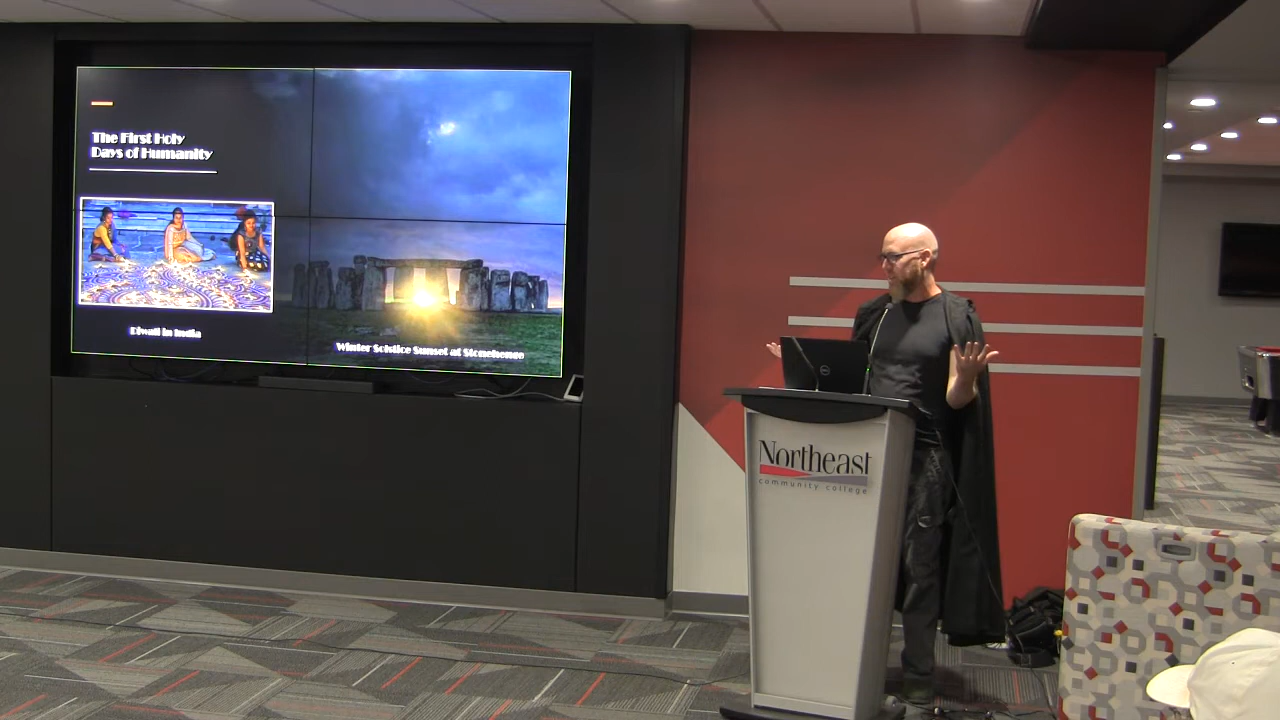 The First Holy
Days of Humanity
Diwali in India
Winter Solstice Sunset at Stonehenge
Northeast
community college